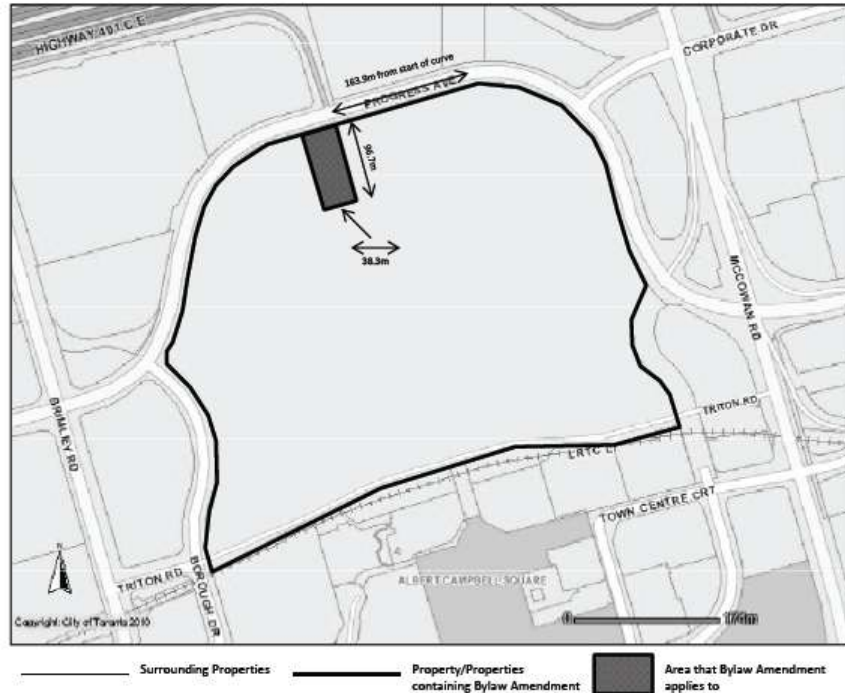 HIGHWAY 401 C E
CORPORATE DR
163.9m from start of curve
PROGRESS AVE
96.7m
38.3m
MCCOWAN RD
BRIMLEY RD
TRITON RD
LRTC L
TOWN CENTRE CRT
N
TRITON RD
BOROUGH DR
ALBERT CAMPBELL SQUARE
Copyright: City of Toronto 2010
0
176m
Surrounding Properties
Property/Properties
containing Bylaw Amendment
Area that Bylaw Amendment
applies to